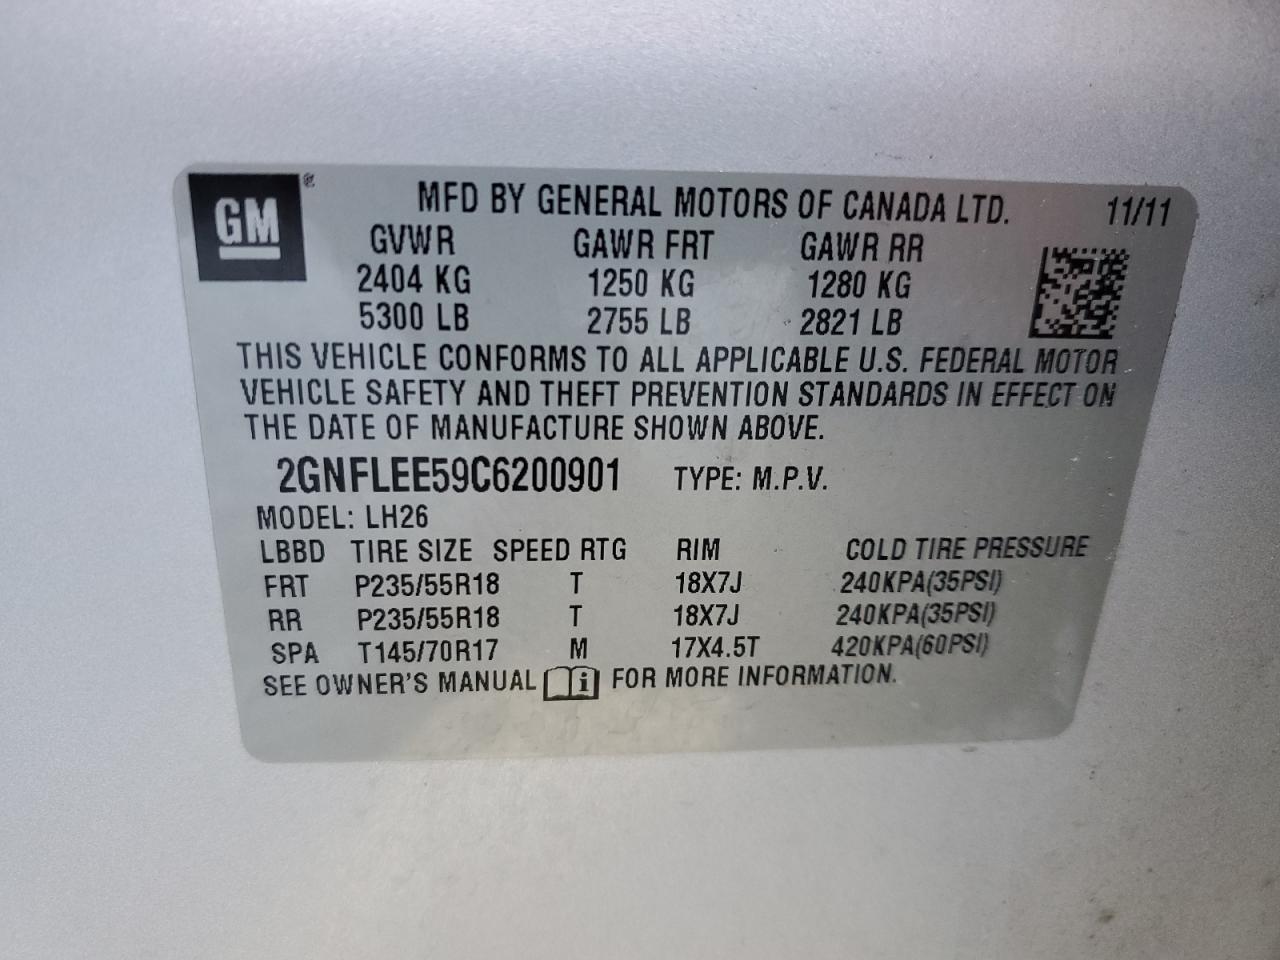 GM ®
MFD BY GENERAL MOTORS OF CANADA LTD. 11/11
GVWR GAWR FRT GAWR RR
2404 KG 1250 KG 1280 KG
5300 LB 2755 LB 2821 LB
THIS VEHICLE CONFORMS TO ALL APPLICABLE U.S. FEDERAL MOTOR
VEHICLE SAFETY AND THEFT PREVENTION STANDARDS IN EFFECT ON
THE DATE OF MANUFACTURE SHOWN ABOVE.
2GNFLEE59C6200901 TYPE: M.P.V.
MODEL: LH26
LBBD TIRE SIZE SPEED RTG RIM COLD TIRE PRESSURE
FRT P235/55R18 T 18X7J 240KPA(35PSI)
RR P235/55R18 T 18X7J 240KPA(35PSI)
SPA T145/70R17 M 17X4.5T 420KPA(60PSI)
SEE OWNER'S MANUAL i FOR MORE INFORMATION.